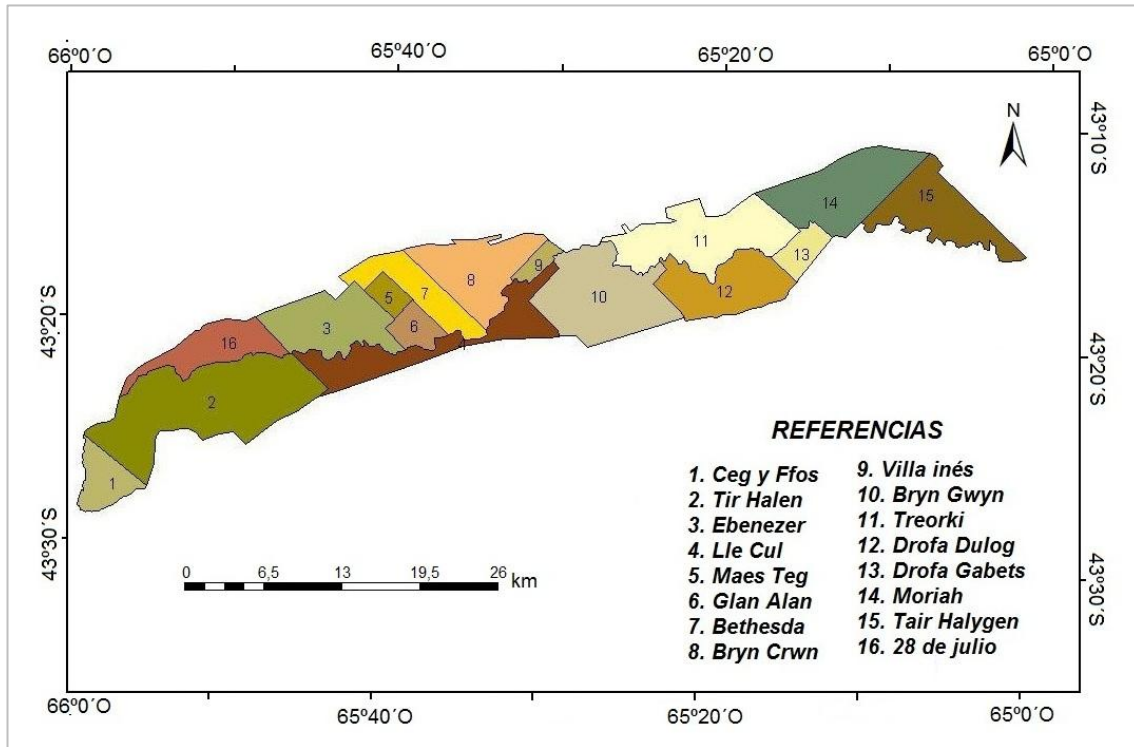 66º0´O 65º40´O 65º20´O 65º0´O
43º10´S
N
14
15
11
13
8
9
7
5
10
12
6
3
43º20´S
16
43º20´S
2
1
REFERENCIAS
1. Ceg y Ffos
2. Tir Halen
3. Ebenezer
4. Lle Cul
5. Maes Teg
6. Glan Alan
7. Bethesda
8. Bryn Crwn
9. Villa inés
10. Bryn Gwyn
11. Treorki
12. Drofa Dulog
13. Drofa Gabets
14. Moriah
15. Tair Halygen
16. 28 de julio
43º30´S
0 6,5 13 19,5 26 km
43º30´S
66º0´O 65º40´O 65º20´O 65º0´O